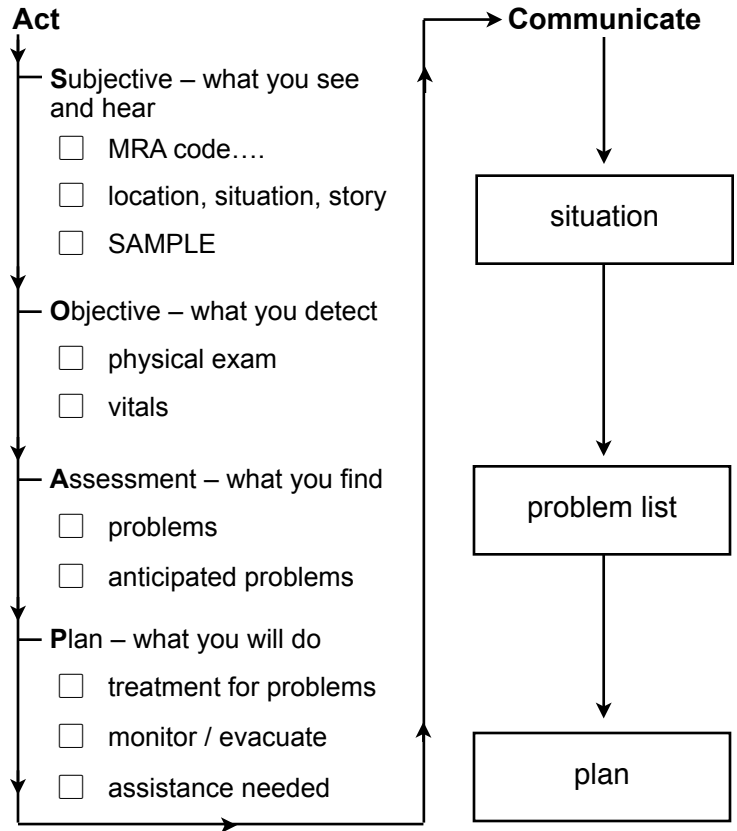 Act
Subjective – what you see
and hear
MRA code….
location, situation, story
SAMPLE
Objective – what you detect
physical exam
vitals
Assessment – what you find
problems
anticipated problems
Plan – what you will do
treatment for problems
monitor / evacuate
assistance needed
Communicate
situation
problem list
plan